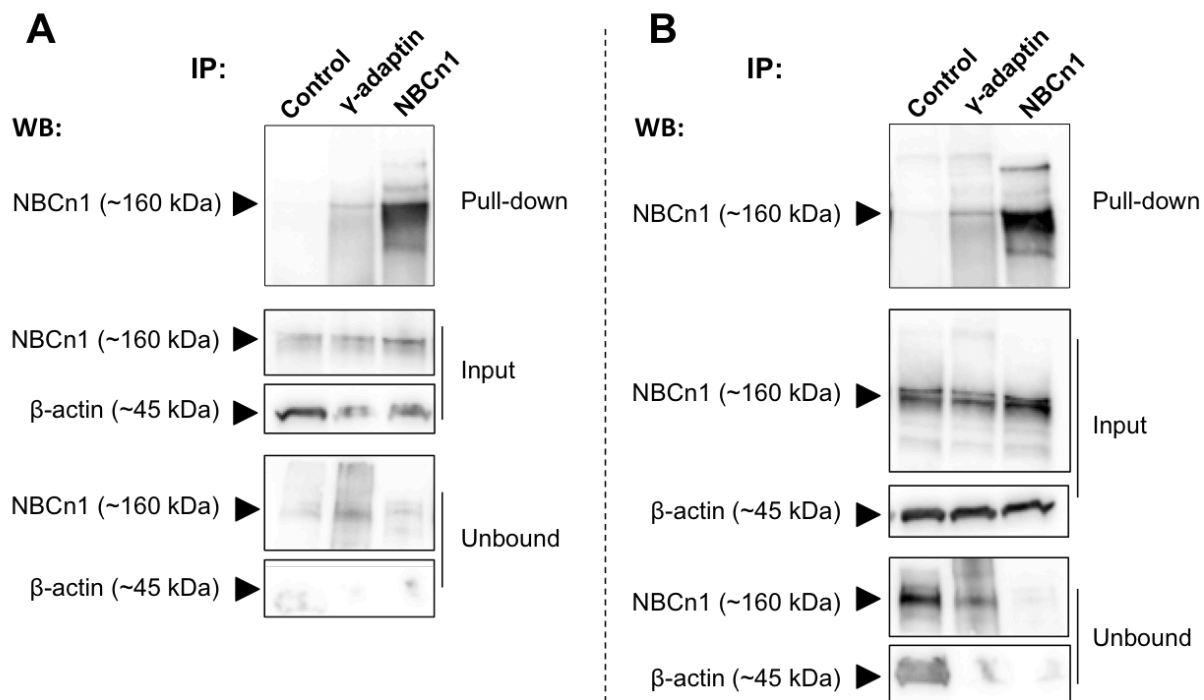 A
IP:
Control
γ-adaptin
NBCn1
WB:
NBCn1 (~160 kDa)
Pull-down
NBCn1 (~160 kDa)
Input
β-actin (~45 kDa)
NBCn1 (~160 kDa)
Unbound
β-actin (~45 kDa)
B
IP:
Control
γ-adaptin
NBCn1
WB:
NBCn1 (~160 kDa)
Pull-down
NBCn1 (~160 kDa)
Input
β-actin (~45 kDa)
NBCn1 (~160 kDa)
Unbound
β-actin (~45 kDa)